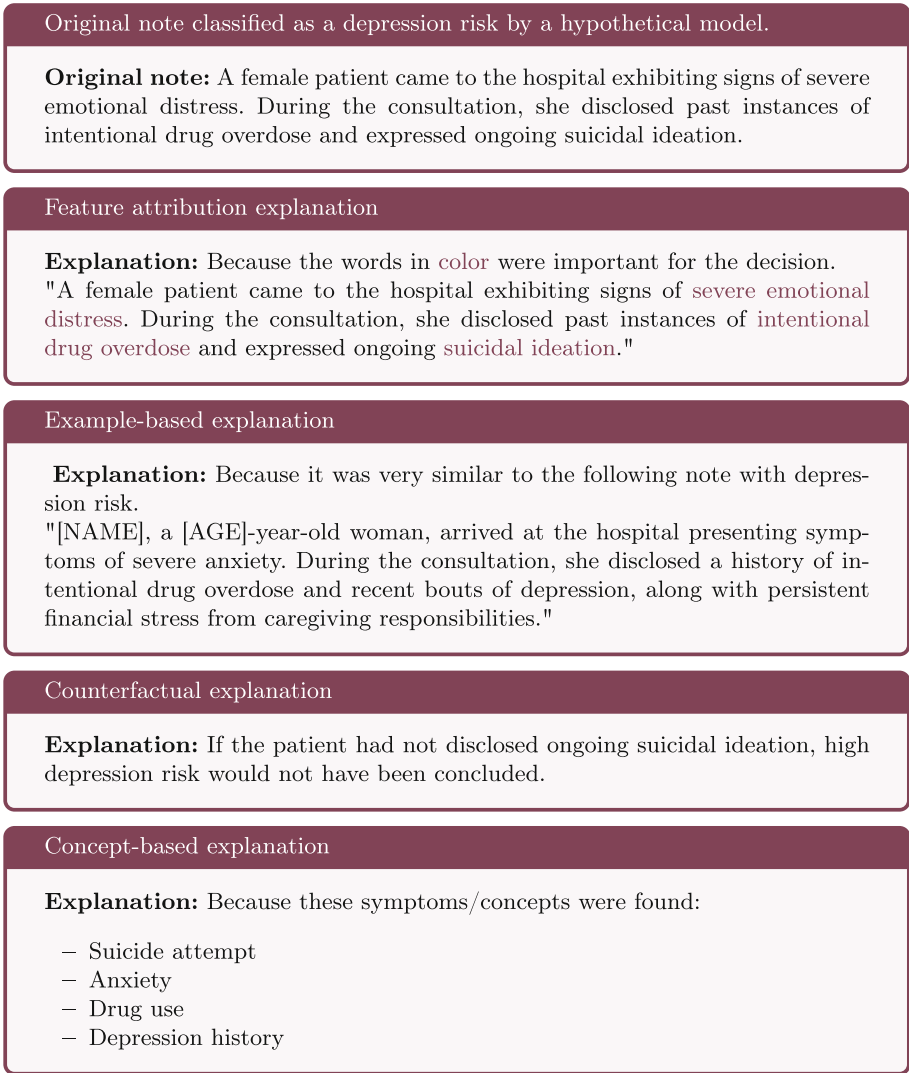 Original note classified as a depression risk by a hypothetical model.
Original note: A female patient came to the hospital exhibiting signs of severe
emotional distress. During the consultation, she disclosed past instances of
intentional drug overdose and expressed ongoing suicidal ideation.
Feature attribution explanation
Explanation: Because the words in color were important for the decision.
"A female patient came to the hospital exhibiting signs of severe emotional
distress. During the consultation, she disclosed past instances of intentional
drug overdose and expressed ongoing suicidal ideation."
Example-based explanation
Explanation: Because it was very similar to the following note with depres-
sion risk.
"[NAME], a [AGE]-year-old woman, arrived at the hospital presenting symp-
toms of severe anxiety. During the consultation, she disclosed a history of in-
tentional drug overdose and recent bouts of depression, along with persistent
financial stress from caregiving responsibilities."
Counterfactual explanation
Explanation: If the patient had not disclosed ongoing suicidal ideation, high
depression risk would not have been concluded.
Concept-based explanation
Explanation: Because these symptoms/concepts were found:
– Suicide attempt
– Anxiety
– Drug use
– Depression history